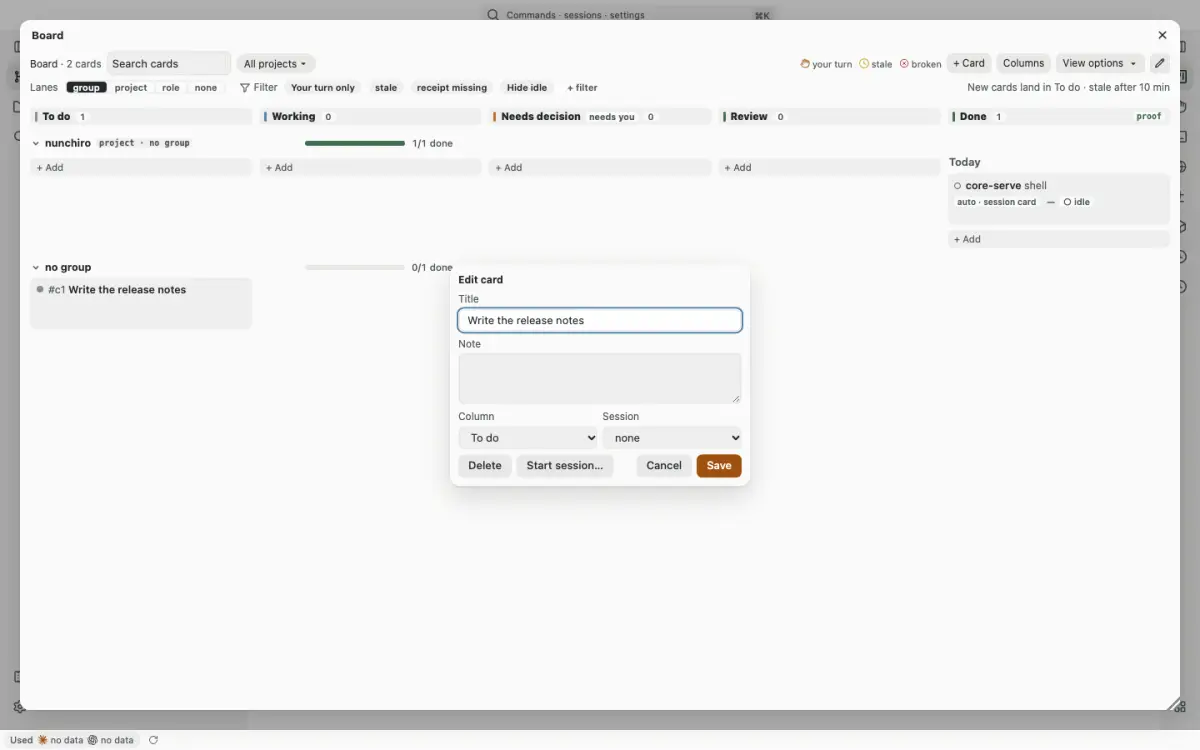 Commands · sessions · settings ⌘K
Board
Board · 2 cards Search cards All projects your turn stale broken + Card Columns View options
Lanes group project role none Filter Your turn only stale receipt missing Hide idle + filter New cards land in To do · stale after 10 min
To do 1 Working 0 Needs decision needs you 0 Review 0 Done 1 proof
nunchiro project · no group 1/1 done
+ Add + Add + Add + Add
Today
core-serve shell
auto · session card — idle
+ Add
no group 0/1 done
#c1 Write the release notes
Edit card
Title
Write the release notes
Note
Column Session
To do none
Delete Start session... Cancel Save
Used no data no data